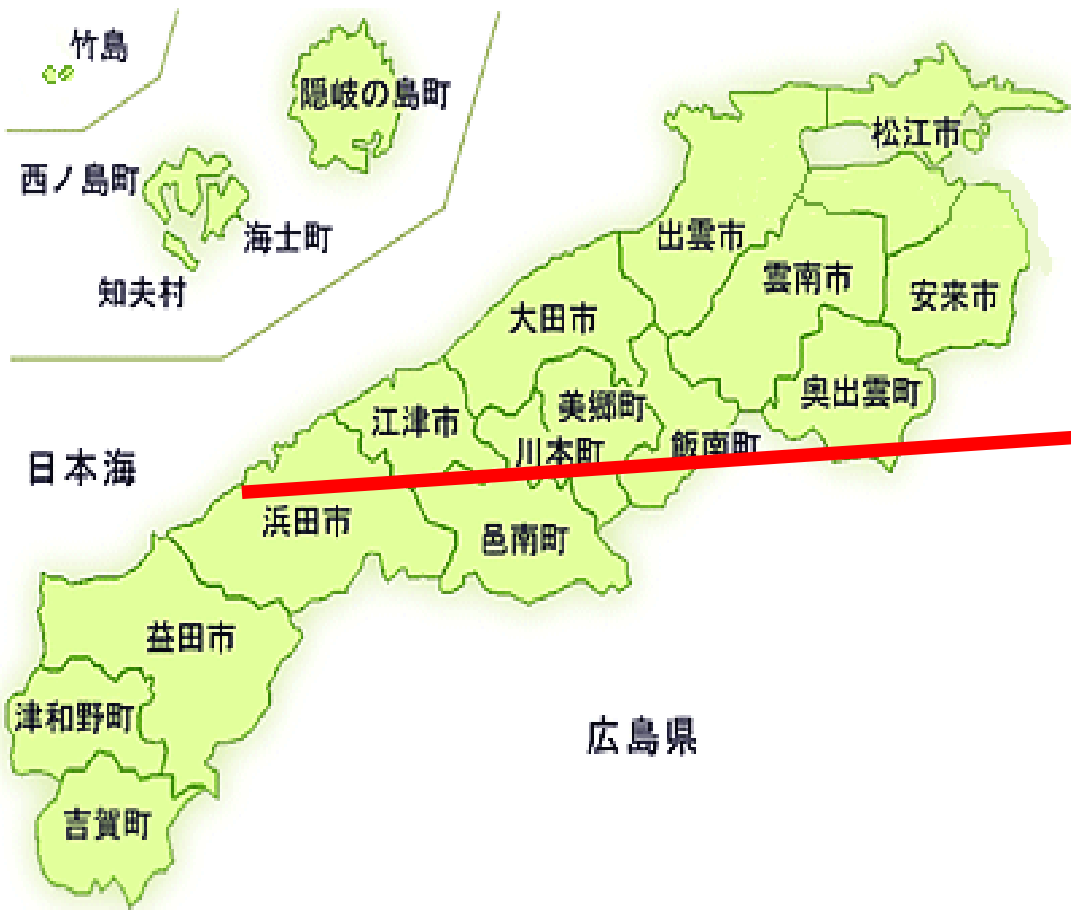 竹島
隠岐の島町
松江市
西ノ島町
海士町
出雲市
知夫村
雲南市
安来市
大田市
奥出雲町
美郷町
江津市
川本町
飯南町
日本海
浜田市
邑南町
益田市
津和野町
広島県
吉賀町